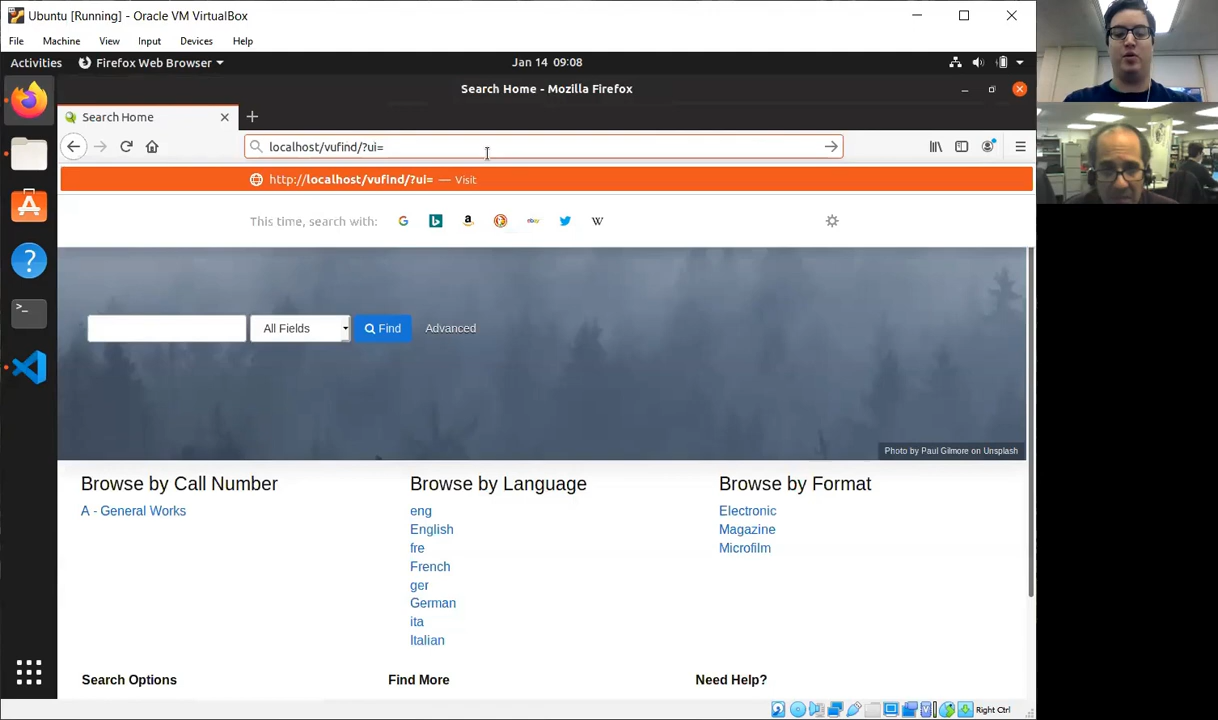 Ubuntu [Running] - Oracle VM VirtualBox
File Machine View Input Devices Help
Activities Firefox Web Browser Jan 14 09:08
Search Home - Mozilla Firefox
Search Home
localhost/vufind/?ui=
http://localhost/vufind/?ui= — Visit
This time, search with:
All Fields Find Advanced
Photo by Paul Gilmore on Unsplash
Browse by Call Number
A - General Works
Browse by Language
eng
English
fre
French
ger
German
ita
Italian
Browse by Format
Electronic
Magazine
Microfilm
Search Options Find More Need Help?
Right Ctrl